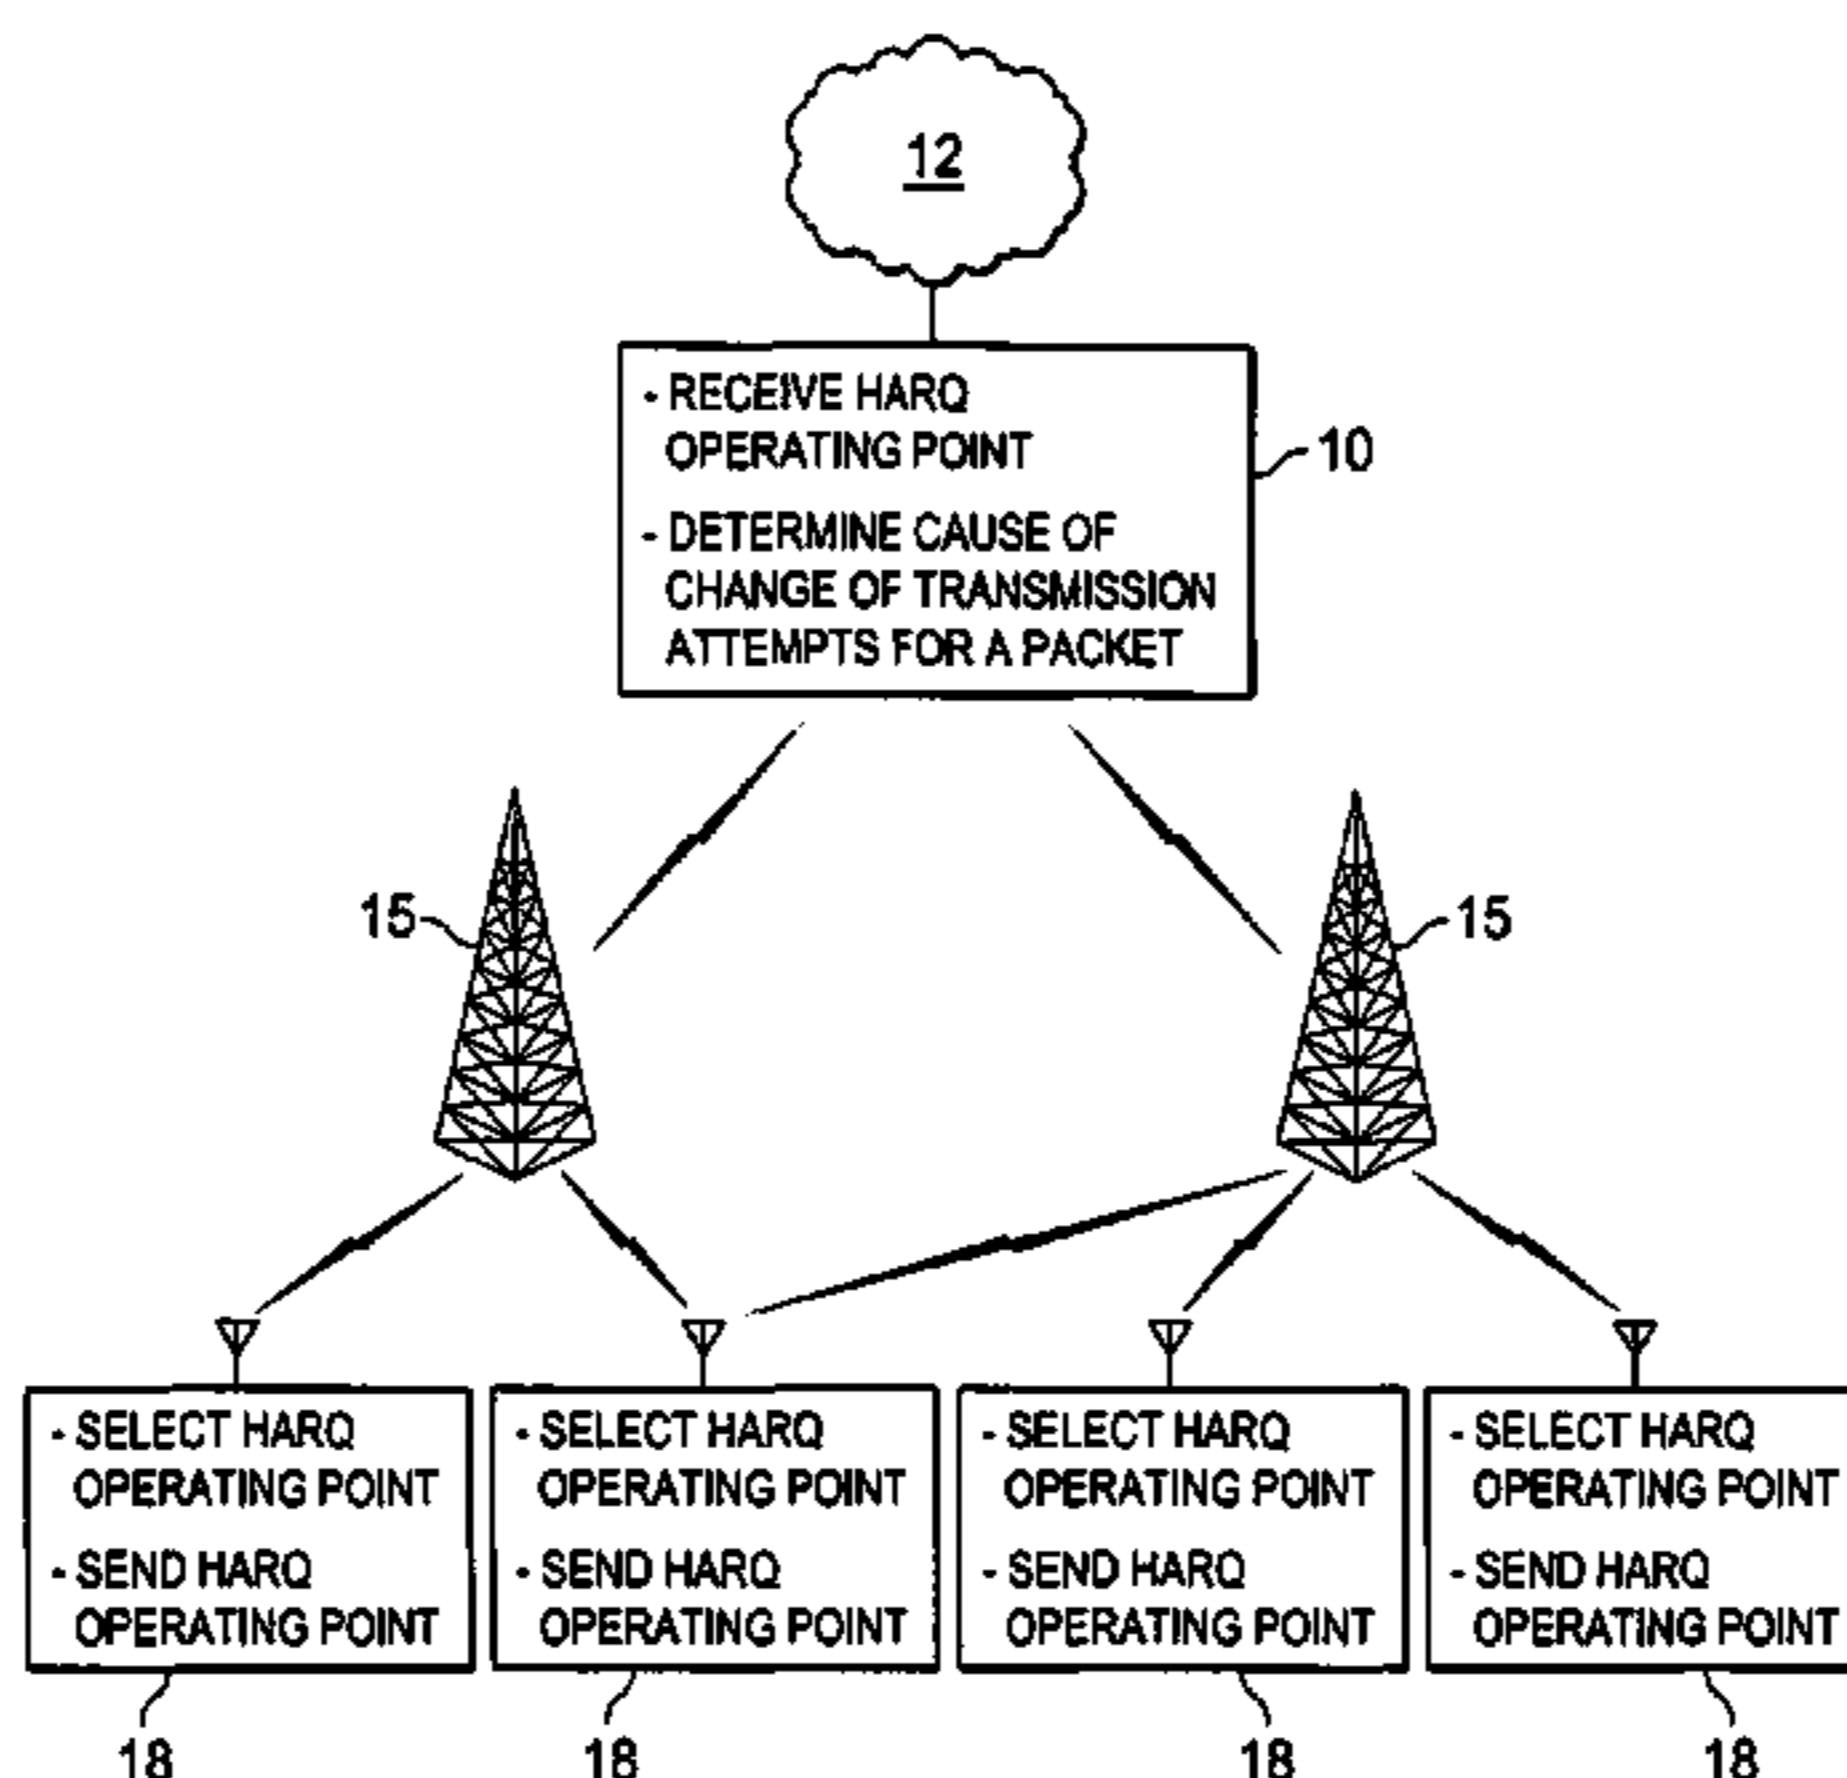 12
- RECEIVE HARQ
OPERATING POINT
- DETERMINE CAUSE OF
CHANGE OF TRANSMISSION
ATTEMPTS FOR A PACKET
10
15
15
- SELECT HARQ
OPERATING POINT
- SEND HARQ
OPERATING POINT
18
- SELECT HARQ
OPERATING POINT
- SEND HARQ
OPERATING POINT
18
- SELECT HARQ
OPERATING POINT
- SEND HARQ
OPERATING POINT
18
- SELECT HARQ
OPERATING POINT
- SEND HARQ
OPERATING POINT
18